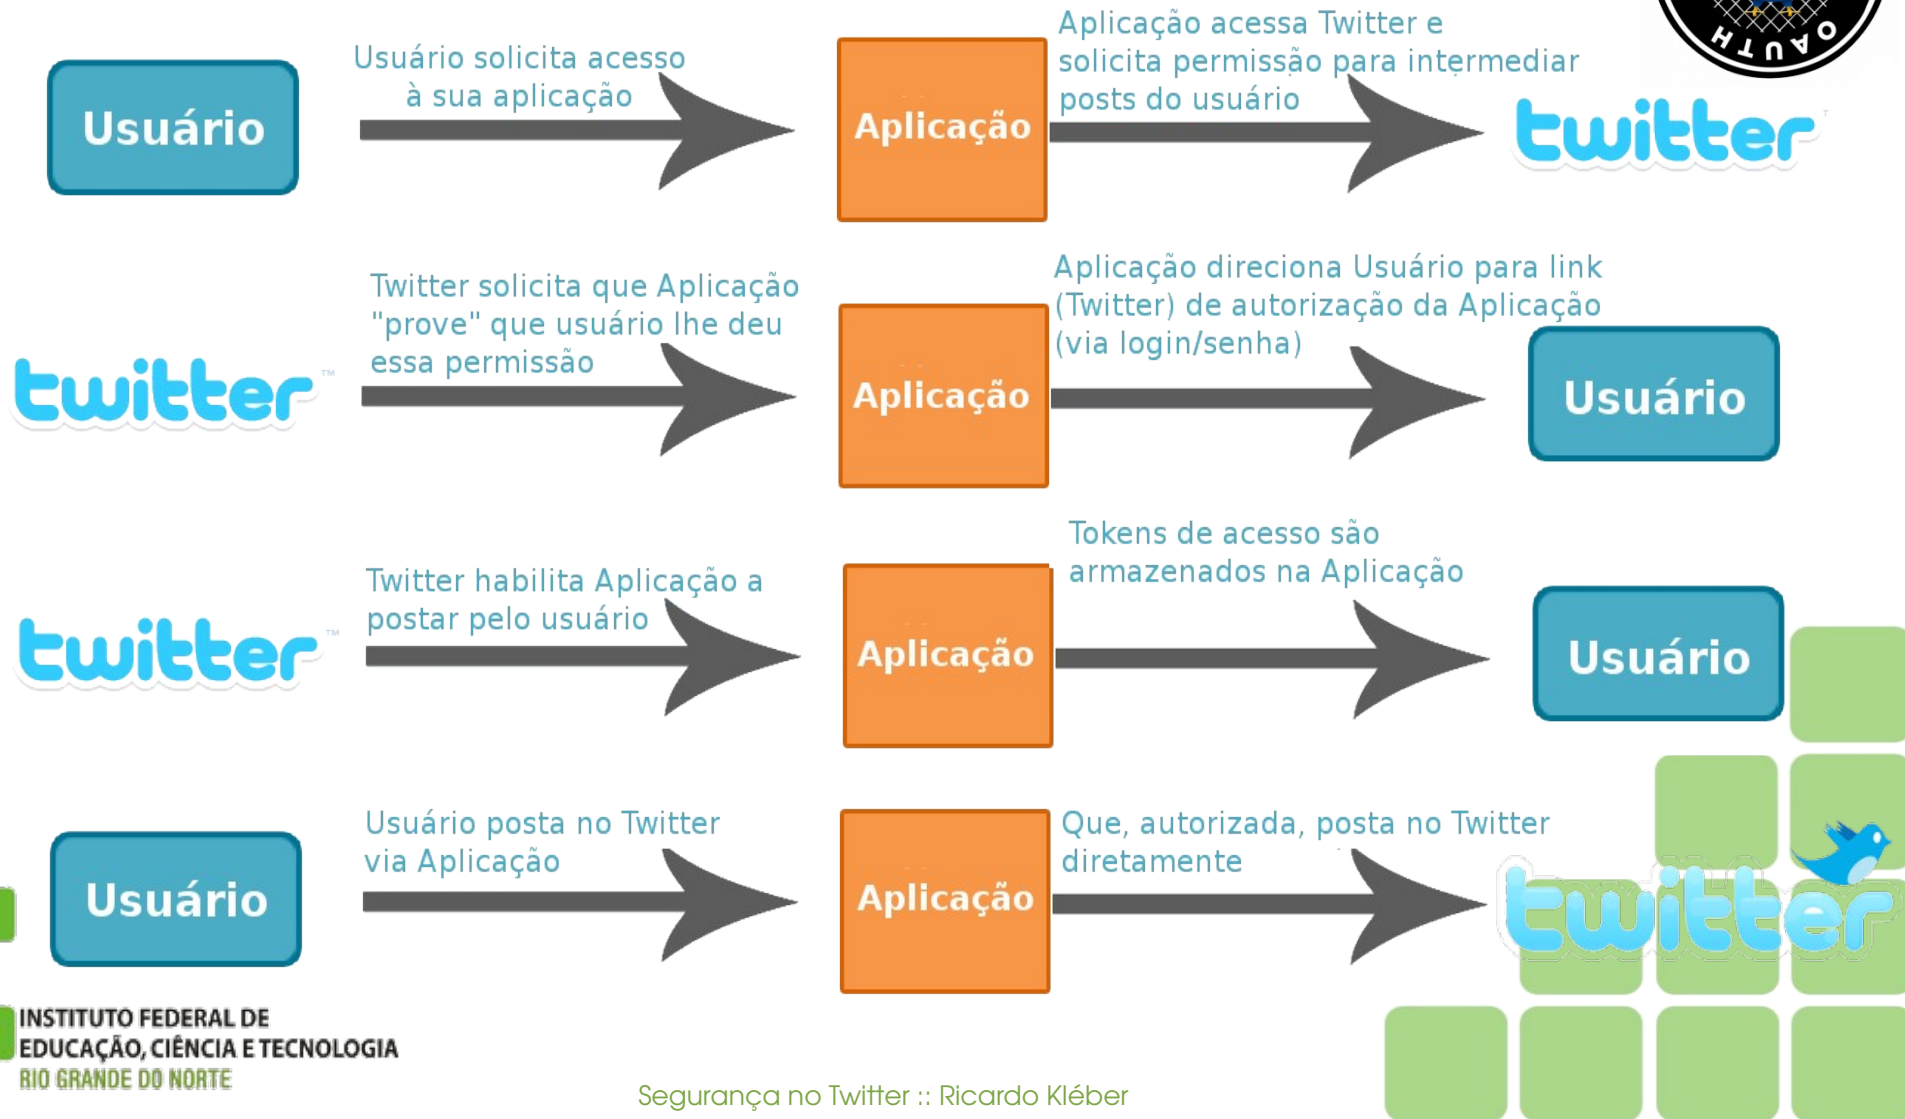 OAUTH
Usuário
Usuário solicita acesso
à sua aplicação
Aplicação
Aplicação acessa Twitter e
solicita permissão para intermediar
posts do usuário
twitter
twitter™
Twitter solicita que Aplicação
"prove" que usuário lhe deu
essa permissão
Aplicação
Aplicação direciona Usuário para link
(Twitter) de autorização da Aplicação
(via login/senha)
Usuário
twitter™
Twitter habilita Aplicação a
postar pelo usuário
Aplicação
Tokens de acesso são
armazenados na Aplicação
Usuário
Usuário
Usuário posta no Twitter
via Aplicação
Aplicação
Que, autorizada, posta no Twitter
diretamente
twitter
INSTITUTO FEDERAL DE
EDUCAÇÃO, CIÊNCIA E TECNOLOGIA
RIO GRANDE DO NORTE
Segurança no Twitter :: Ricardo Kléber